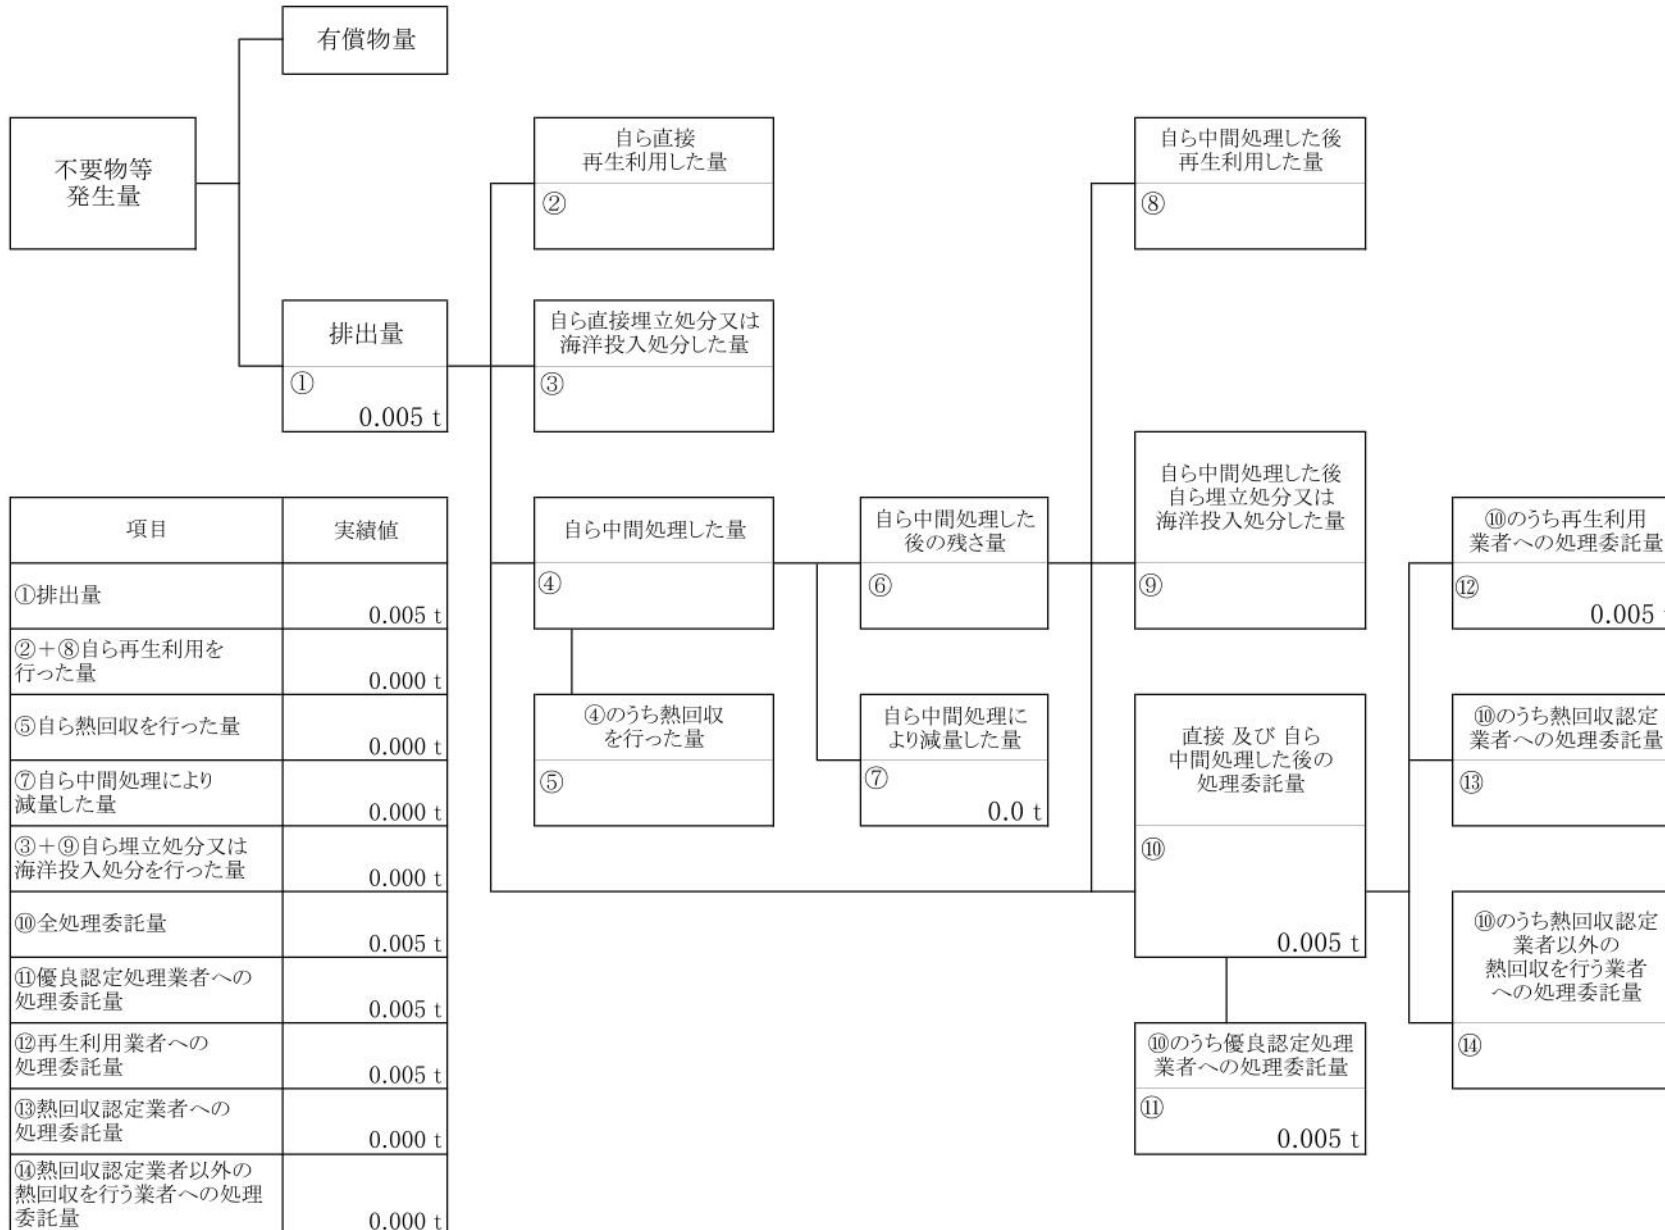 有償物量
不要物等
発生量
自ら直接
再生利用した量
②
自ら中間処理した後
再生利用した量
⑧
排出量
①
0.005 t
自ら直接埋立処分又は
海洋投入処分した量
③
自ら中間処理した量
④
自ら中間処理した
後の残さ量
⑥
自ら中間処理した後
自ら埋立処分又は
海洋投入処分した量
⑨
⑩のうち再生利用
業者への処理委託量
⑫
0.005
④のうち熱回収
を行った量
⑤
自ら中間処理に
より減量した量
⑦
0.0 t
直接 及び 自ら
中間処理した後の
処理委託量
⑩
0.005 t
⑩のうち熱回収認定
業者への処理委託量
⑬
⑩のうち熱回収認定
業者以外の
熱回収を行う業者
への処理委託量
⑭
⑩のうち優良認定処理
業者への処理委託量
⑪
0.005 t
項目 実績値
①排出量
0.005 t
②＋⑧自ら再生利用を
行った量
0.000 t
⑤自ら熱回収を行った量
0.000 t
⑦自ら中間処理により
減量した量
0.000 t
③＋⑨自ら埋立処分又は
海洋投入処分を行った量
0.000 t
⑩全処理委託量
0.005 t
⑪優良認定処理業者への
処理委託量
0.005 t
⑫再生利用業者への
処理委託量
0.005 t
⑬熱回収認定業者への
処理委託量
0.000 t
⑭熱回収認定業者以外の
熱回収を行う業者への処理
委託量
0.000 t